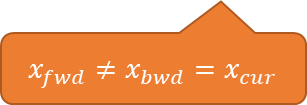 x_fwd ≠ x_bwd = x_cur